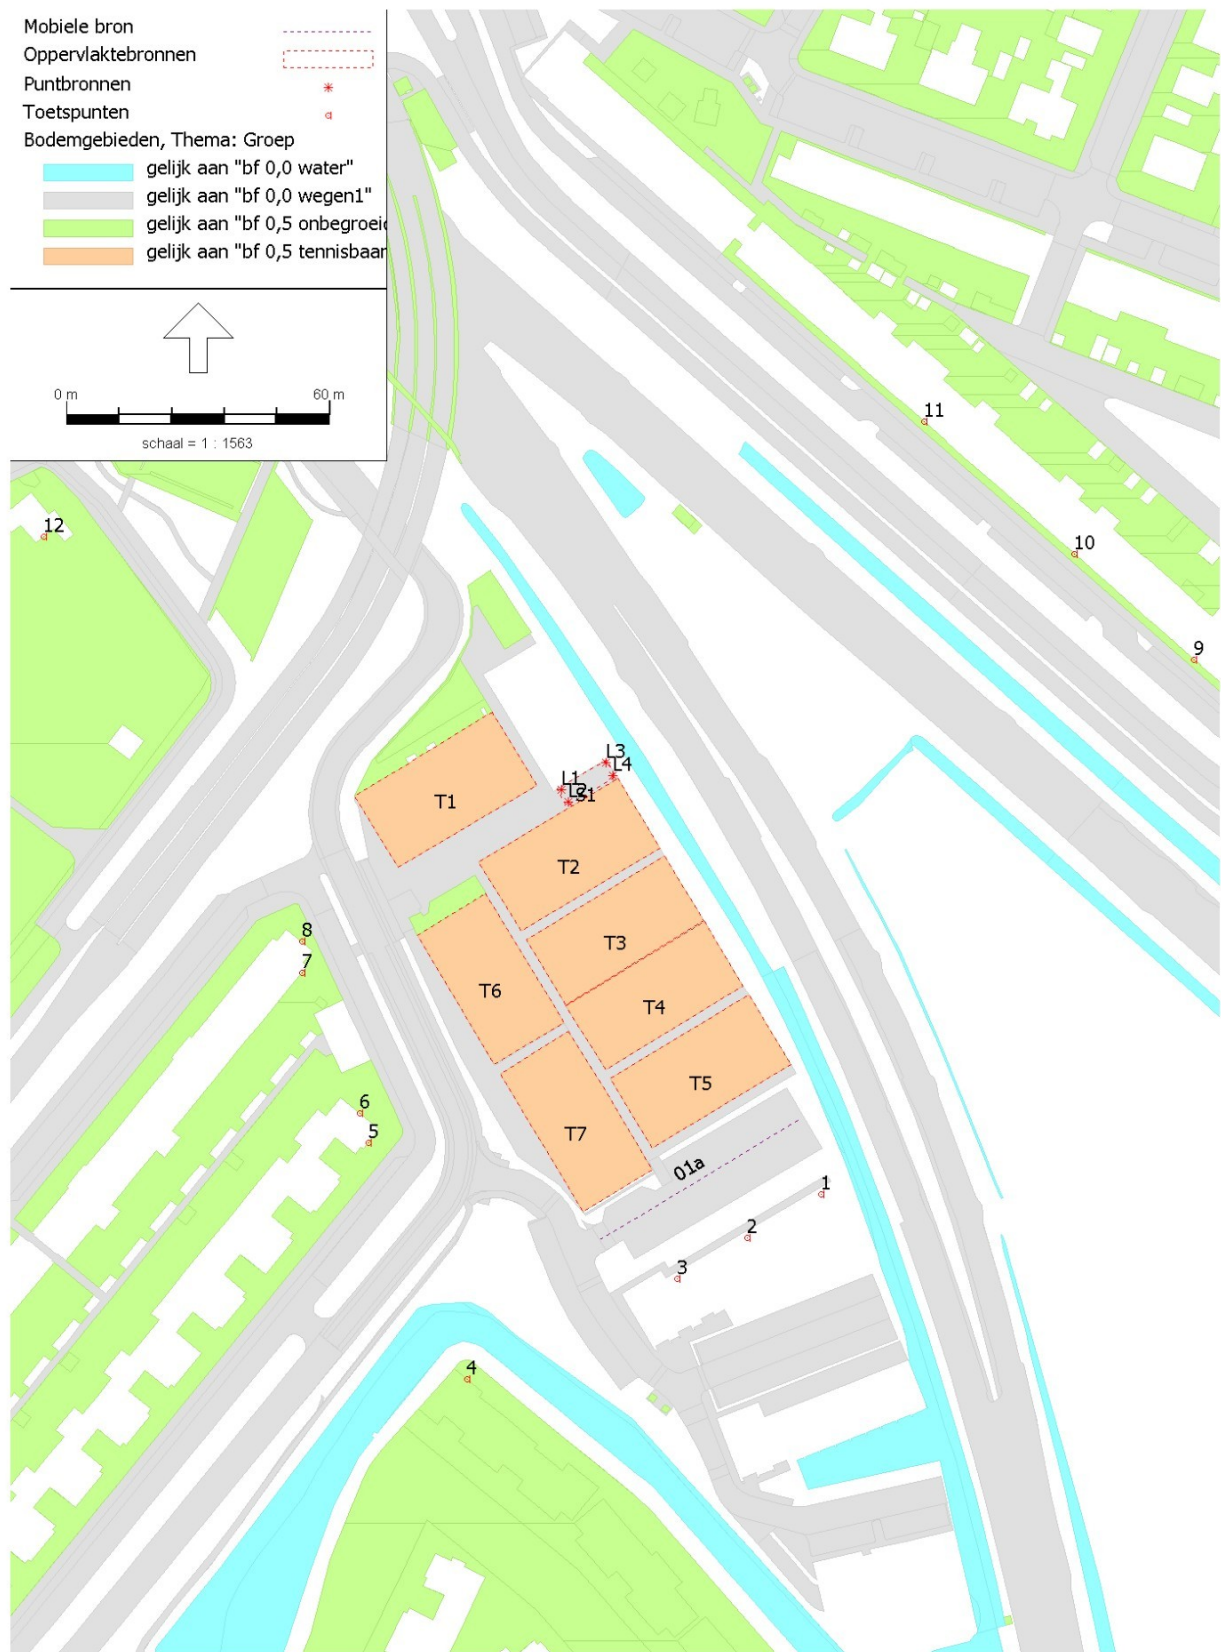 Mobiele bron
Oppervlaktebronnen
Puntbronnen
Toetspunten
Bodemgebieden, Thema: Groep
gelijk aan "bf 0,0 water"
gelijk aan "bf 0,0 wegen1"
gelijk aan "bf 0,5 onbegroeid
gelijk aan "bf 0,5 tennisbaan
0 m
60 m
schaal = 1 : 1563
11
12
10
9
L3
L4
L1
L2
S1
T1
T2
T3
8
7
T6
T4
T5
6
5
T7
01a
1
2
3
4